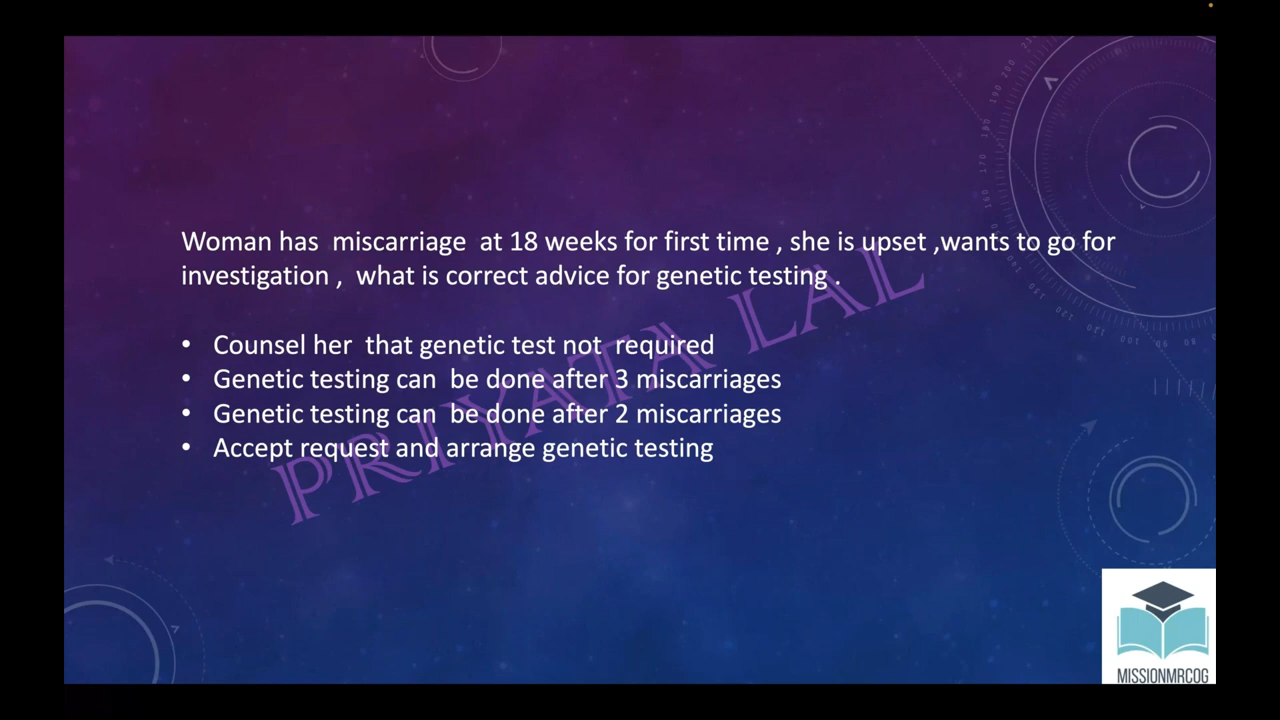 Woman has miscarriage at 18 weeks for first time , she is upset ,wants to go for
investigation , what is correct advice for genetic testing .
• Counsel her that genetic test not required
• Genetic testing can be done after 3 miscarriages
• Genetic testing can be done after 2 miscarriages
• Accept request and arrange genetic testing
PRIYATA LAL
MISSIONMRCOG